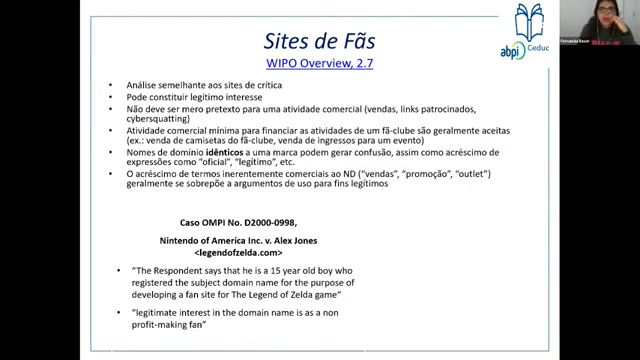 Sites de Fãs
WIPO Overview, 2.7
abpi Ceduc
Fernanda Beser
• Análise semelhante aos sites de crítica
• Pode constituir legítimo interesse
• Não deve ser mero pretexto para uma atividade comercial (vendas, links patrocinados,
cybersquatting)
• Atividade comercial mínima para financiar as atividades de um fã-clube são geralmente aceitas
(ex.: venda de camisetas do fã-clube, venda de ingressos para um evento)
• Nomes de domínio idênticos a uma marca podem gerar confusão, assim como acréscimo de
expressões como “oficial”, “legítimo”, etc.
• O acréscimo de termos inerentemente comerciais ao ND (“vendas”, “promoção”, “outlet”)
geralmente se sobrepõe a argumentos de uso para fins legítimos
Caso OMPI No. D2000-0998,
Nintendo of America Inc. v. Alex Jones
<legendofzelda.com>
• “The Respondent says that he is a 15 year old boy who
registered the subject domain name for the purpose of
developing a fan site for The Legend of Zelda game”
• “legitimate interest in the domain name is as a non
profit-making fan”